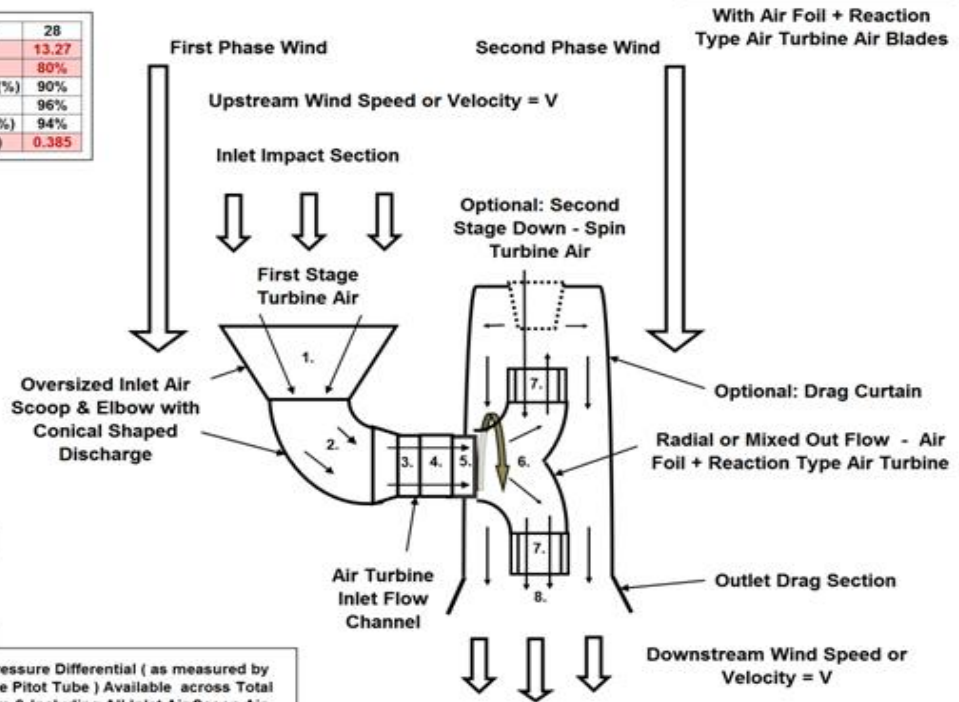 28
13.27
80%
%) 90%
96%
%) 94%
) 0.385
With Air Foil + Reaction
Type Air Turbine Air Blades
First Phase Wind
Second Phase Wind
Upstream Wind Speed or Velocity = V
Inlet Impact Section
Optional: Second
Stage Down - Spin
Turbine Air
First Stage
Turbine Air
1.
Oversized Inlet Air
Scoop & Elbow with
Conical Shaped
Discharge
2.
3.
4.
5.
6.
7.
7.
8.
Optional: Drag Curtain
Radial or Mixed Out Flow - Air
Foil + Reaction Type Air Turbine
Air Turbine
Inlet Flow
Channel
Outlet Drag Section
Downstream Wind Speed or
Velocity = V
ressure Differential ( as measured by
e Pitot Tube ) Available across Total